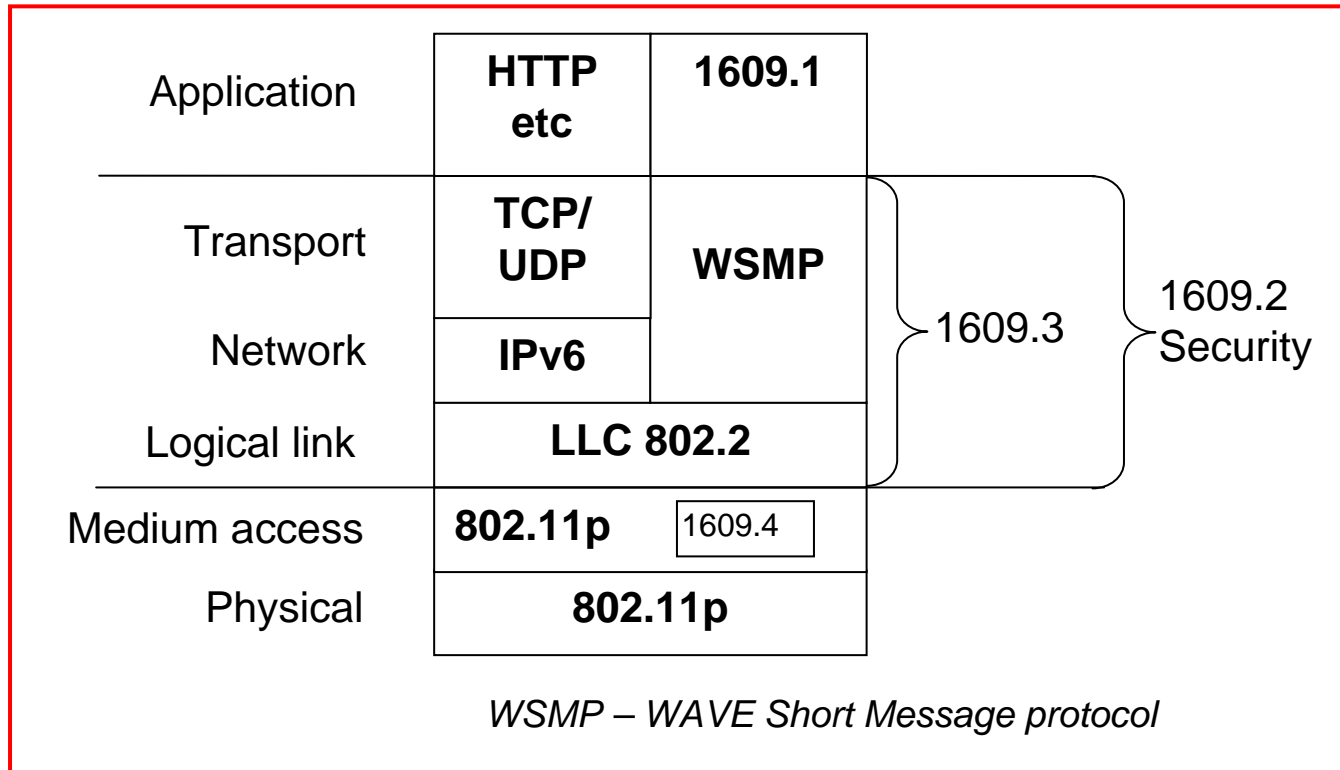 Application
HTTP
etc
1609.1
Transport
TCP/
UDP
WSMP
Network
IPv6
Logical link
LLC 802.2
1609.3
1609.2
Security
Medium access
802.11p
1609.4
Physical
802.11p
WSMP – WAVE Short Message protocol